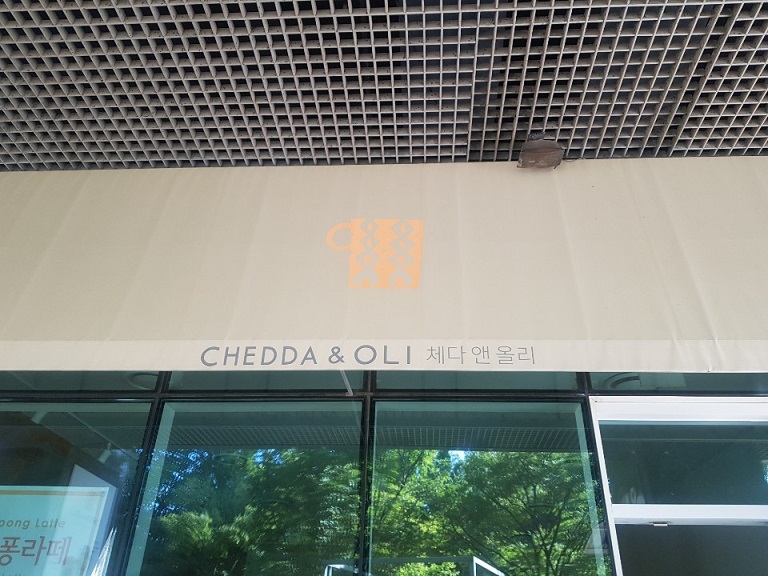 CHEDDA & OLI 체다 앤 올리
oong Latte
퐁라떼